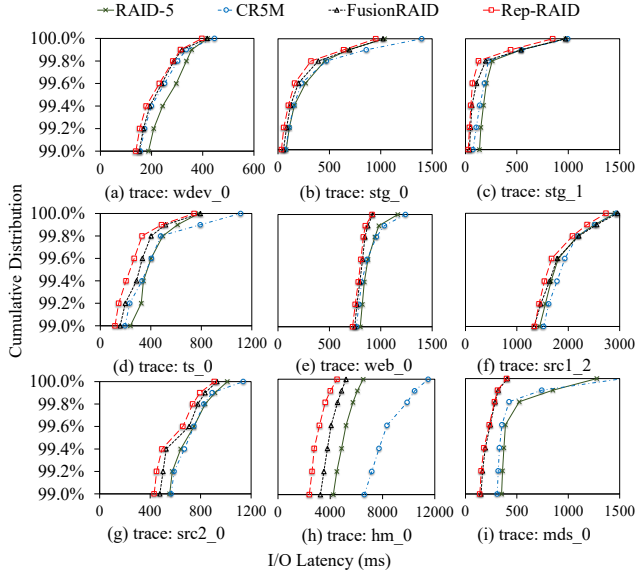 RAID-5 CR5M FusionRAID Rep-RAID
Cumulative Distribution
100.0%
99.8%
99.6%
99.4%
99.2%
99.0%
0 200 400 600
0 500 1000 1500
0 500 1000 1500
(a) trace: wdev_0
(b) trace: stg_0
(c) trace: stg_1
100.0%
99.8%
99.6%
99.4%
99.2%
99.0%
0 400 800 1200
0 500 1000 1500
0 1000 2000 3000
(d) trace: ts_0
(e) trace: web_0
(f) trace: src1_2
100.0%
99.8%
99.6%
99.4%
99.2%
99.0%
0 400 800 1200
0 4000 8000 12000
0 500 1000 1500
(g) trace: src2_0
(h) trace: hm_0
(i) trace: mds_0
I/O Latency (ms)